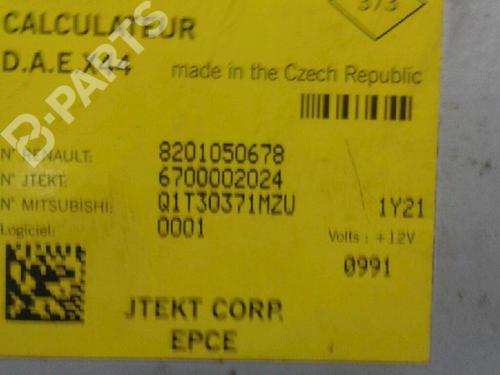 373
CALCULATEUR
D.A.E. X44
made in the Czech Republic
B-PARTS
N° RENAULT: 8201050678
N° JTEKT: 6700002024
N° MITSUBISHI: Q1T30371MZU 1Y21
Logiciel: 0001 Volts : +12V
0991
JTEKT CORP.
EPCE